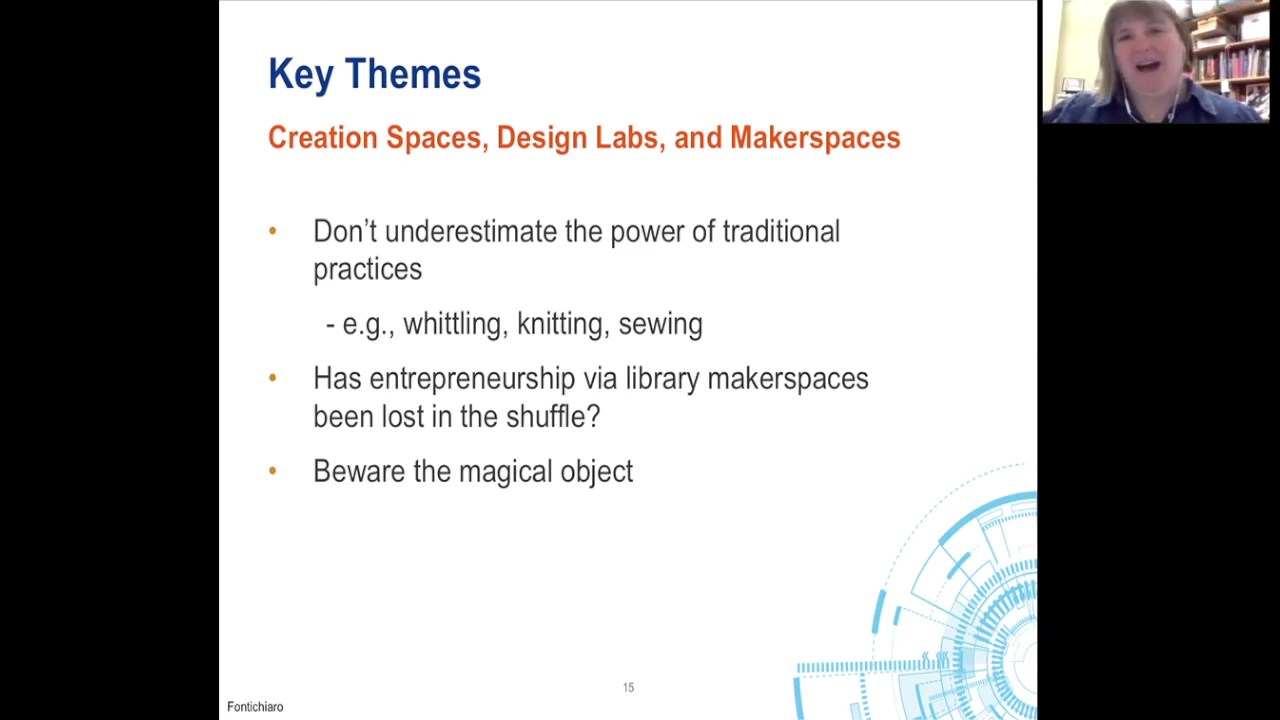 Key Themes
Creation Spaces, Design Labs, and Makerspaces
• Don’t underestimate the power of traditional
practices
- e.g., whittling, knitting, sewing
• Has entrepreneurship via library makerspaces
been lost in the shuffle?
• Beware the magical object
15
Fontichiaro